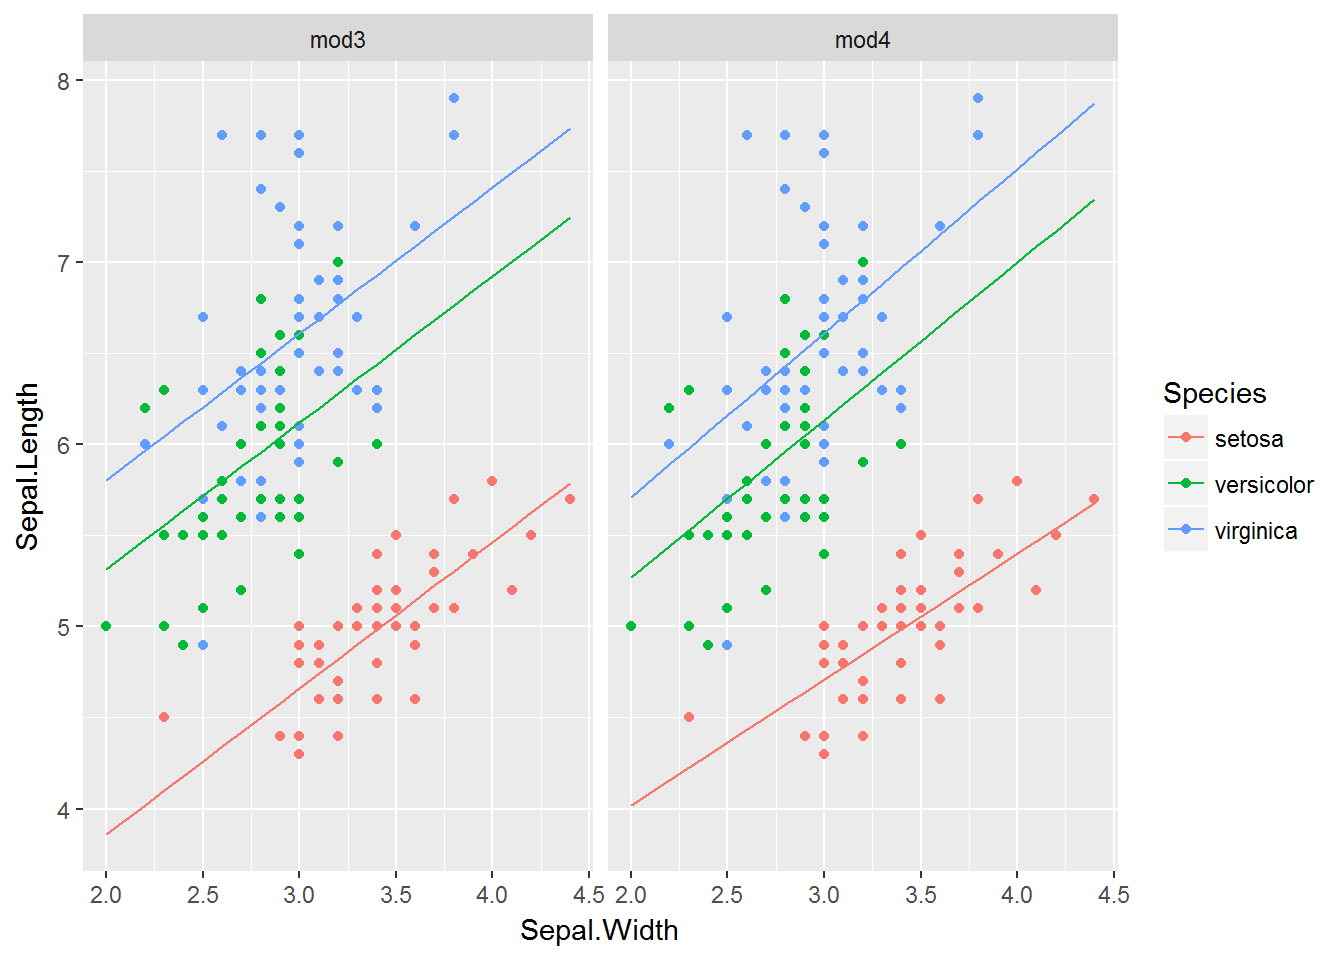 mod3 mod4
8
7
6
5
4
Sepal.Length
2.0 2.5 3.0 3.5 4.0 4.5 2.0 2.5 3.0 3.5 4.0 4.5
Sepal.Width
Species
setosa
versicolor
virginica